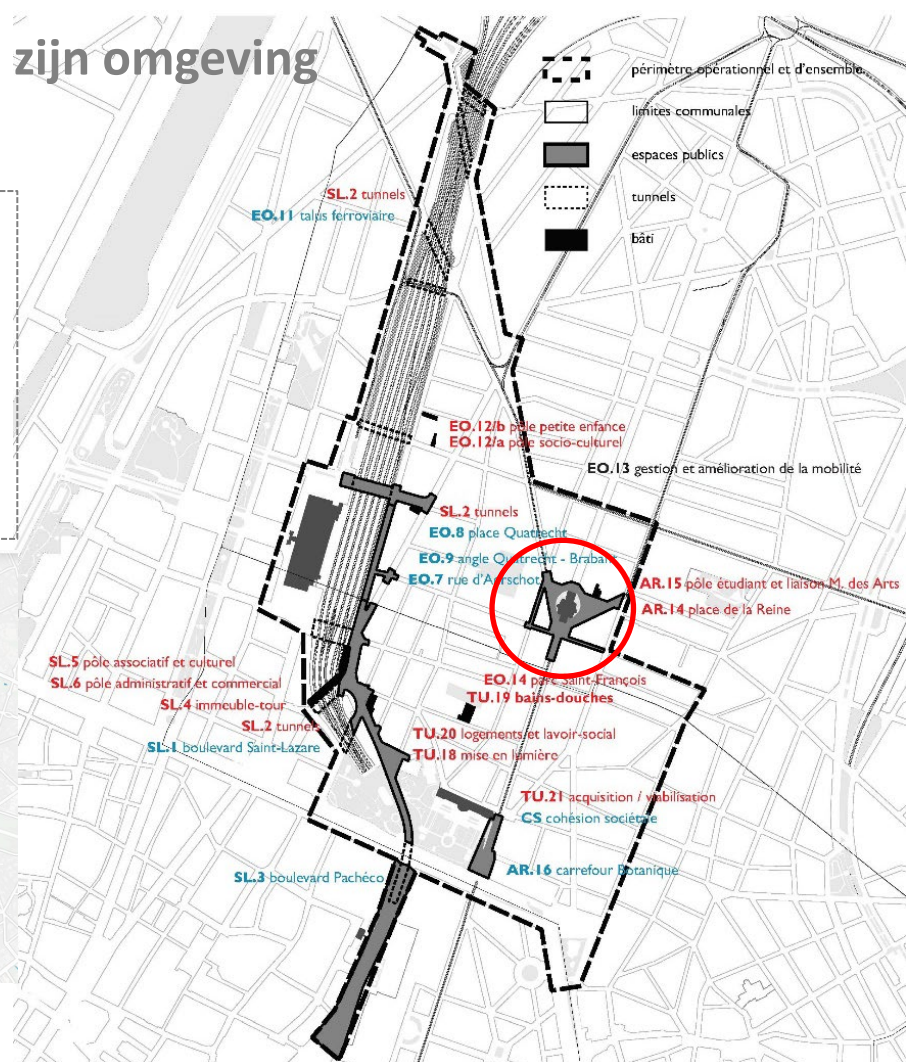 zijn omgeving
périmètre opérationnel et d'ensemble
limites communales
espaces publics
tunnels
bâti
SL.2 tunnels
EO.11 talus ferroviaire
EO.12/b pôle petite enfance
EO.12/a pôle socio-culturel
EO.13 gestion et amélioration de la mobilité
SL.2 tunnels
EO.8 place Quatrecht
EO.9 angle Quatrecht - Brabant
EO.7 rue d'Aerschot
AR.15 pôle étudiant et liaison M. des Arts
AR.14 place de la Reine
SL.5 pôle associatif et culturel
SL.6 pôle administratif et commercial
SL.4 immeuble-tour
SL.2 tunnels
SL.1 boulevard Saint-Lazare
EO.14 parc Saint-François
TU.19 bains-douches
TU.20 logements et lavoir-social
TU.18 mise en lumière
TU.21 acquisition / viabilisation
CS cohésion sociétale
SL.3 boulevard Pachéco
AR.16 carrefour Botanique